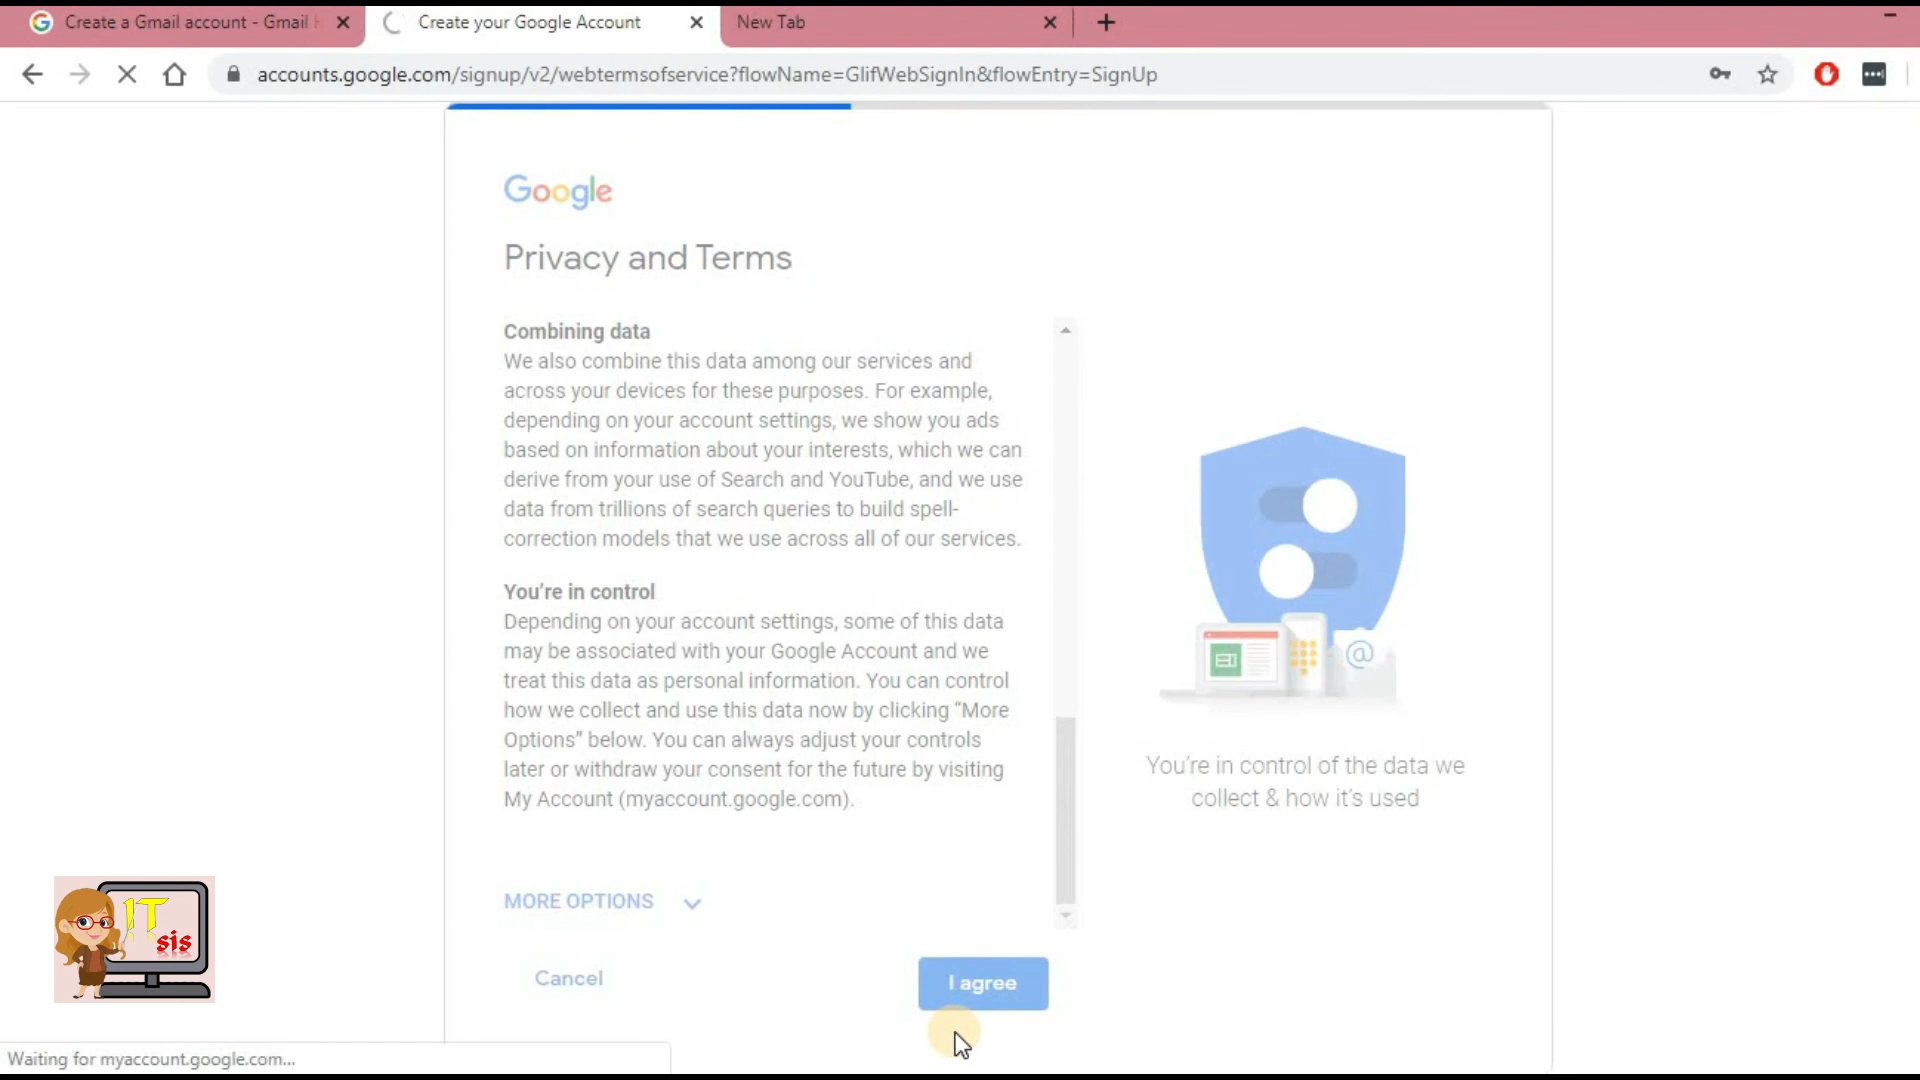 Create a Gmail account - Gmail
Create your Google Account
New Tab
accounts.google.com/signup/v2/webtermsofservice?flowName=GlifWebSignIn&flowEntry=SignUp
Google
Privacy and Terms
Combining data
We also combine this data among our services and
across your devices for these purposes. For example,
depending on your account settings, we show you ads
based on information about your interests, which we can
derive from your use of Search and YouTube, and we use
data from trillions of search queries to build spell-
correction models that we use across all of our services.
You’re in control
Depending on your account settings, some of this data
may be associated with your Google Account and we
treat this data as personal information. You can control
how we collect and use this data now by clicking “More
Options” below. You can always adjust your controls
later or withdraw your consent for the future by visiting
My Account (myaccount.google.com).
@
You’re in control of the data we
collect & how it’s used
MORE OPTIONS
IT
sis
Cancel
I agree
Waiting for myaccount.google.com...